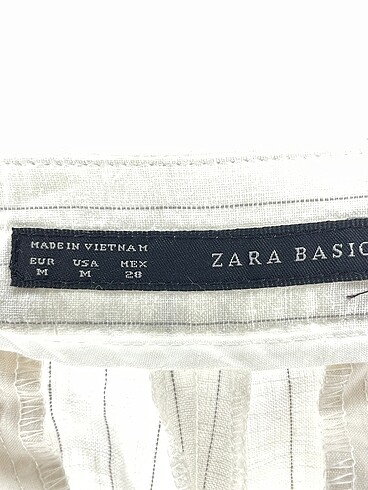 MADE IN VIETNAM
EUR USA MEX
M M 28
ZARA BASIC